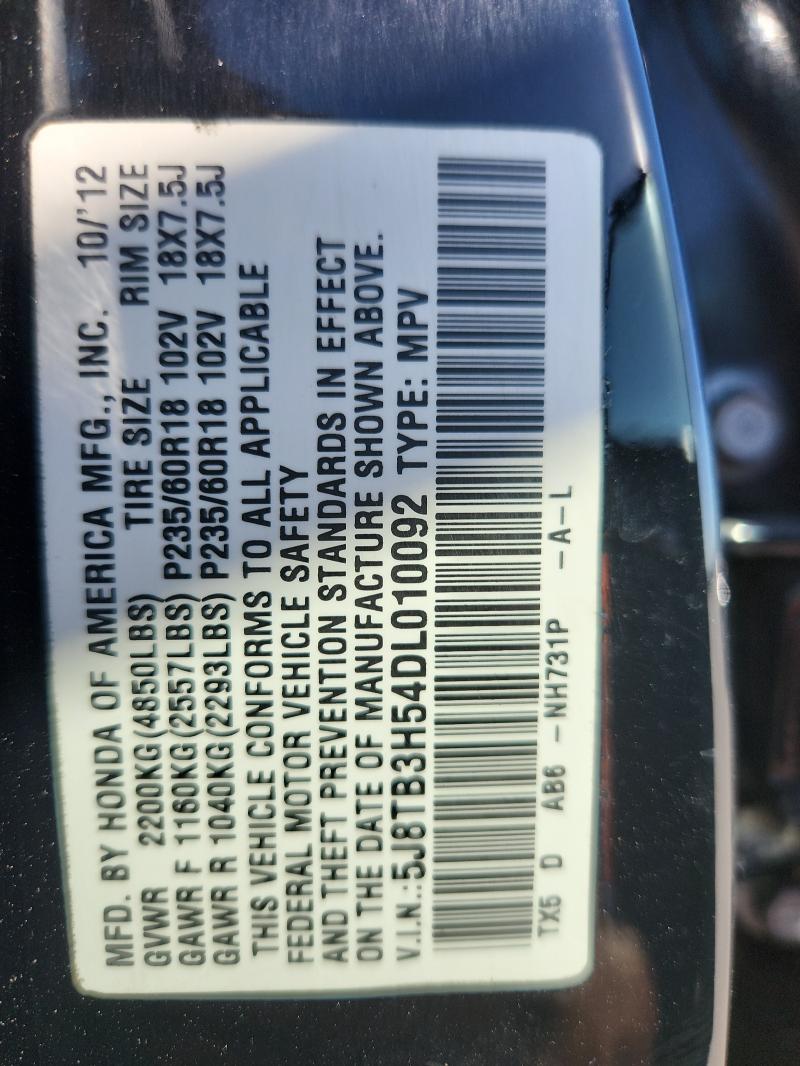 MFD. BY HONDA OF AMERICA MFG., INC. 10/'12
GVWR 2200KG(4850LBS) TIRE SIZE RIM SIZE
GAWR F 1160KG(2557LBS) P235/60R18 102V 18X7.5J
GAWR R 1040KG(2293LBS) P235/60R18 102V 18X7.5J
THIS VEHICLE CONFORMS TO ALL APPLICABLE
FEDERAL MOTOR VEHICLE SAFETY
AND THEFT PREVENTION STANDARDS IN EFFECT
ON THE DATE OF MANUFACTURE SHOWN ABOVE.
V.I.N.:5J8TB3H54DL010092 TYPE: MPV
TX5 D AB6 -NH731P -A-L